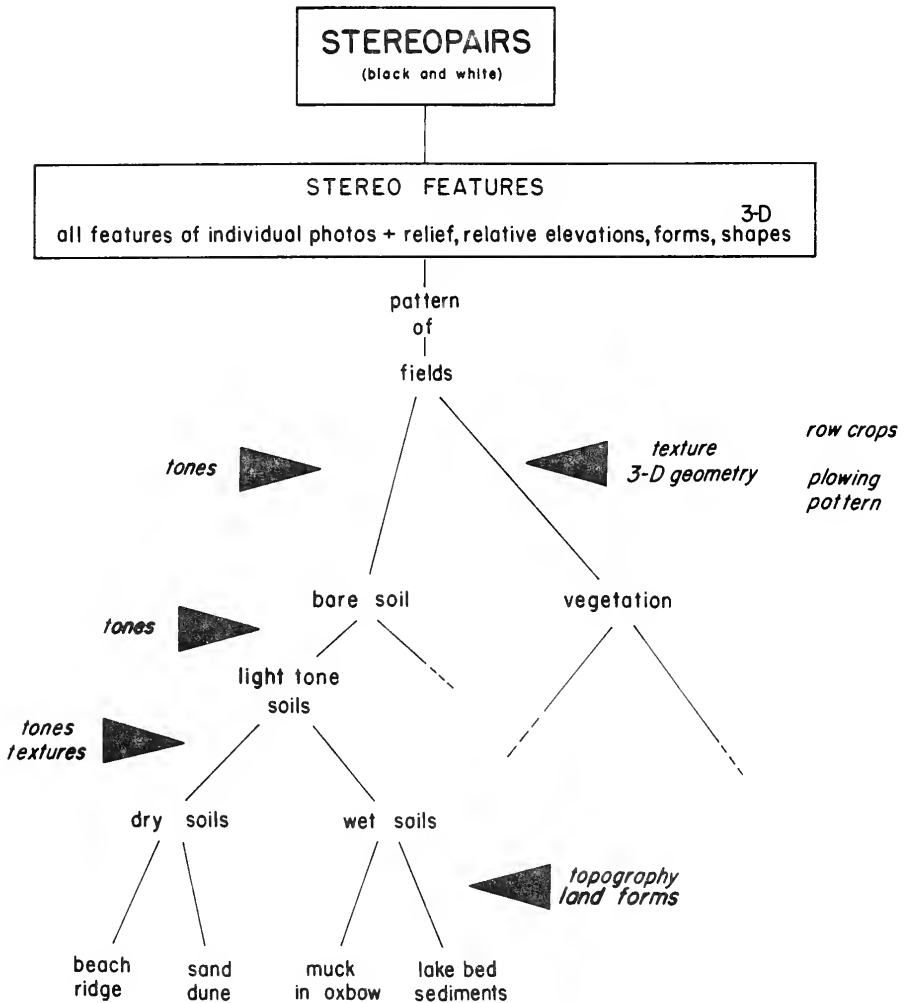 STEREOPAIRS
(black and white)
STEREO FEATURES
3-D
all features of individual photos + relief, relative elevations, forms, shapes
pattern
of
fields
tones
texture
3-D geometry
row crops
plowing
pottern
bare soil
vegetation
tones
light tone
soils
tones
textures
dry soils
wet soils
topography
land forms
beach
ridge
sand
dune
muck
in oxbow
lake bed
sediments